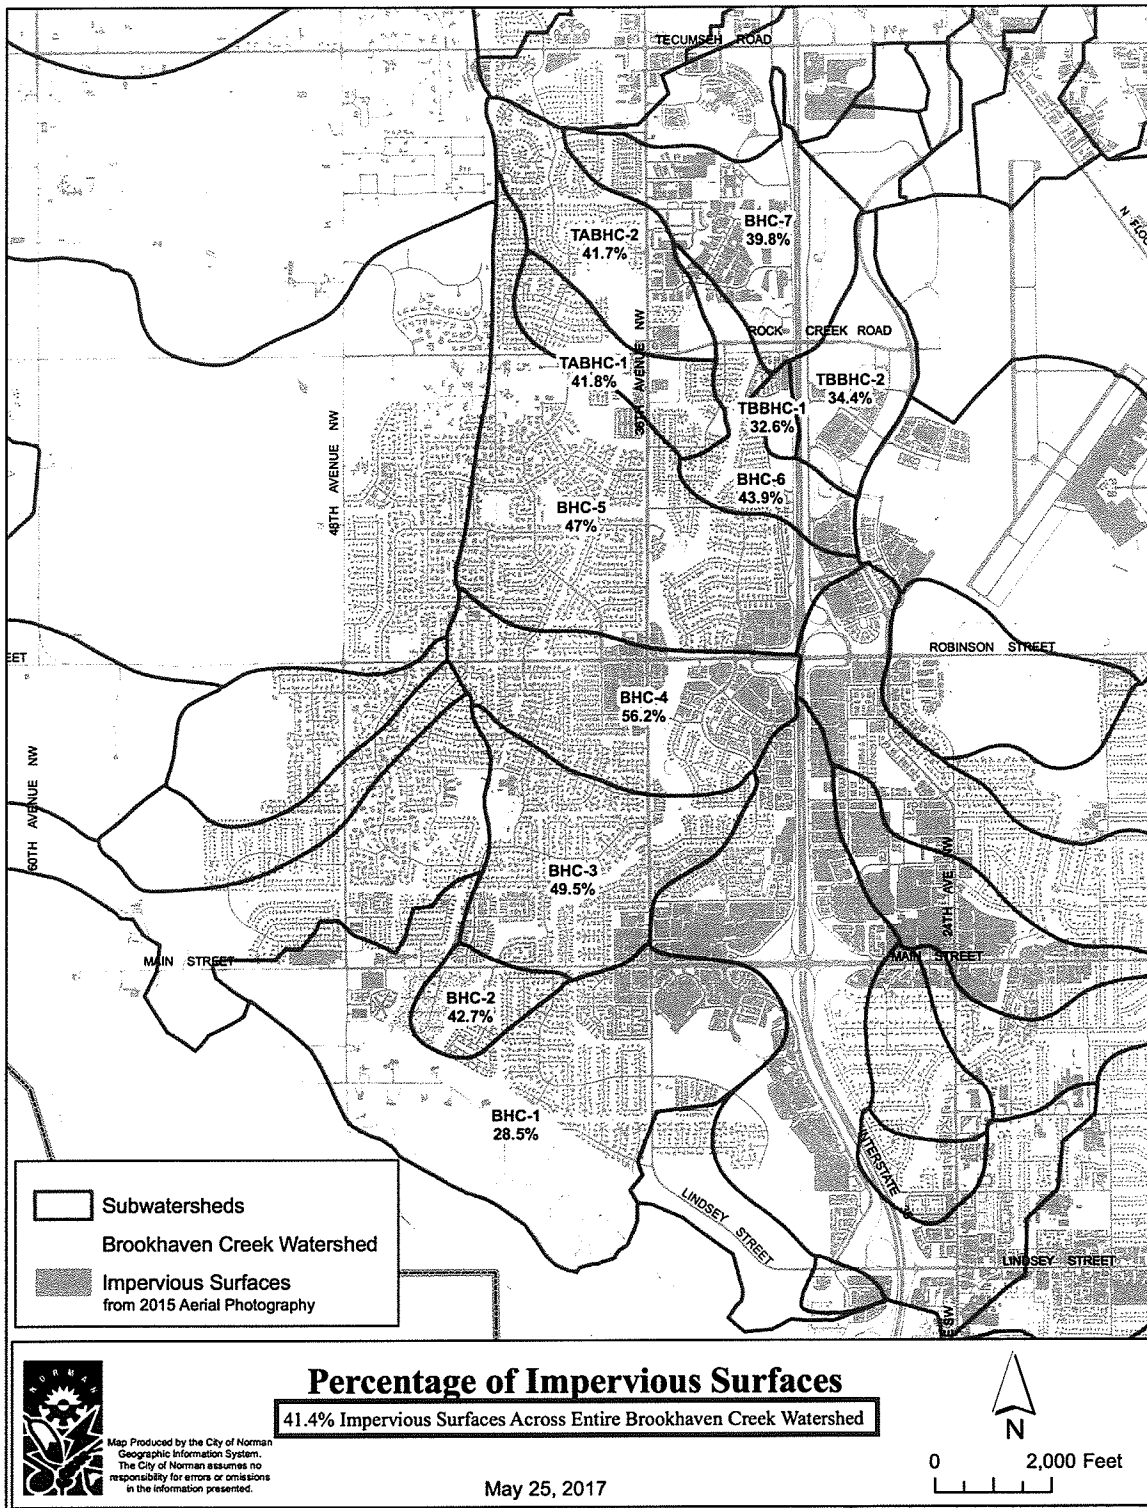 TECUMSEH ROAD
N FLO
BHC-7
39.8%
TABHC-2
41.7%
36TH AVENUE NW
ROCK CREEK ROAD
TABHC-1
41.8%
TBBHC-2
34.4%
TBBHC-1
32.6%
48TH AVENUE NW
BHC-6
43.9%
BHC-5
47%
EET
ROBINSON STREET
BHC-4
56.2%
60TH AVENUE NW
BHC-3
49.5%
24TH AVE NW
MAIN STREET
MAIN STREET
BHC-2
42.7%
BHC-1
28.5%
INTERSTATE
LINDSEY STREET
LINDSEY STREET
E SW
Subwatersheds
Brookhaven Creek Watershed
Impervious Surfaces
from 2015 Aerial Photography
NORMAN
Map Produced by the City of Norman
Geographic Information System.
The City of Norman assumes no
responsibility for errors or omissions
in the information presented.
Percentage of Impervious Surfaces
41.4% Impervious Surfaces Across Entire Brookhaven Creek Watershed
May 25, 2017
N
0 2,000 Feet